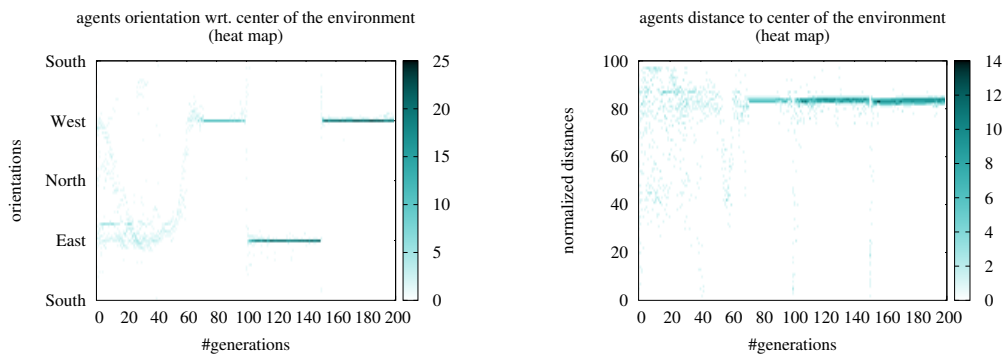 agents orientation wrt. center of the environment
(heat map)
South
West
North
East
South
orientations
0 20 40 60 80 100 120 140 160 180 200
#generations
25
20
15
10
5
0
agents distance to center of the environment
(heat map)
100
80
60
40
20
0
normalized distances
0 20 40 60 80 100 120 140 160 180 200
#generations
14
12
10
8
6
4
2
0